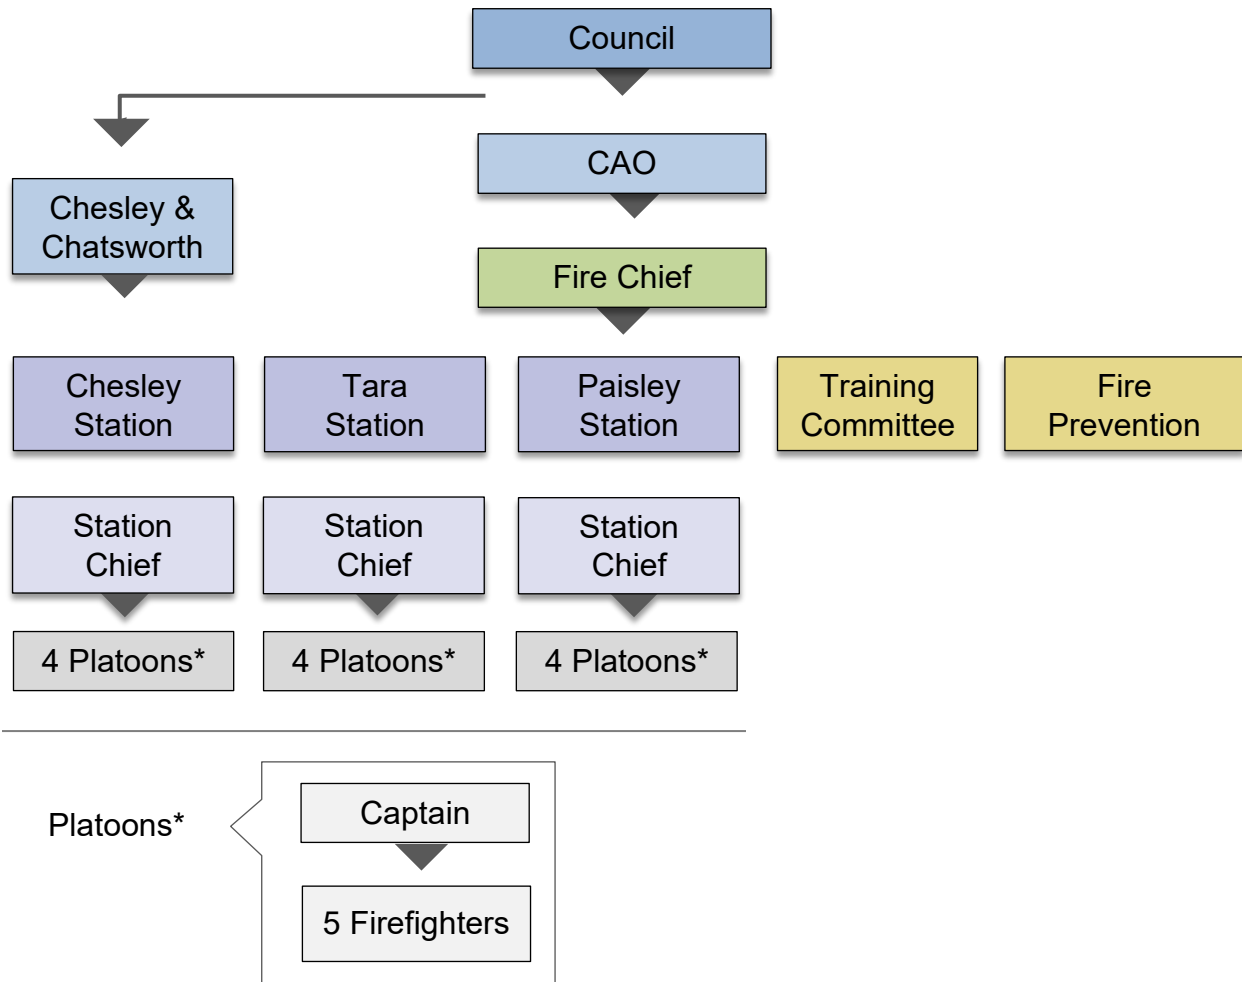 Council
CAO
Chesley &
Chatsworth
Fire Chief
Chesley
Station
Tara
Station
Paisley
Station
Training
Committee
Fire
Prevention
Station
Chief
Station
Chief
Station
Chief
4 Platoons*
4 Platoons*
4 Platoons*
Platoons*
Captain
5 Firefighters